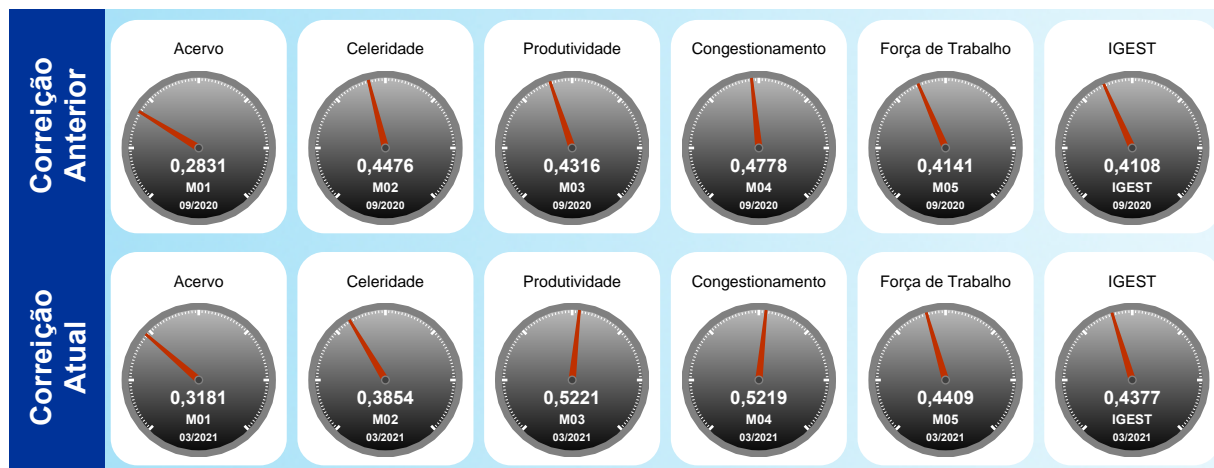 Correição
Anterior
Acervo
0,2831
M01
09/2020
Celeridade
0,4476
M02
09/2020
Produtividade
0,4316
M03
09/2020
Congestionamento
0,4778
M04
09/2020
Força de Trabalho
0,4141
M05
09/2020
IGEST
0,4108
IGEST
09/2020
Correição
Atual
Acervo
0,3181
M01
03/2021
Celeridade
0,3854
M02
03/2021
Produtividade
0,5221
M03
03/2021
Congestionamento
0,5219
M04
03/2021
Força de Trabalho
0,4409
M05
03/2021
IGEST
0,4377
IGEST
03/2021